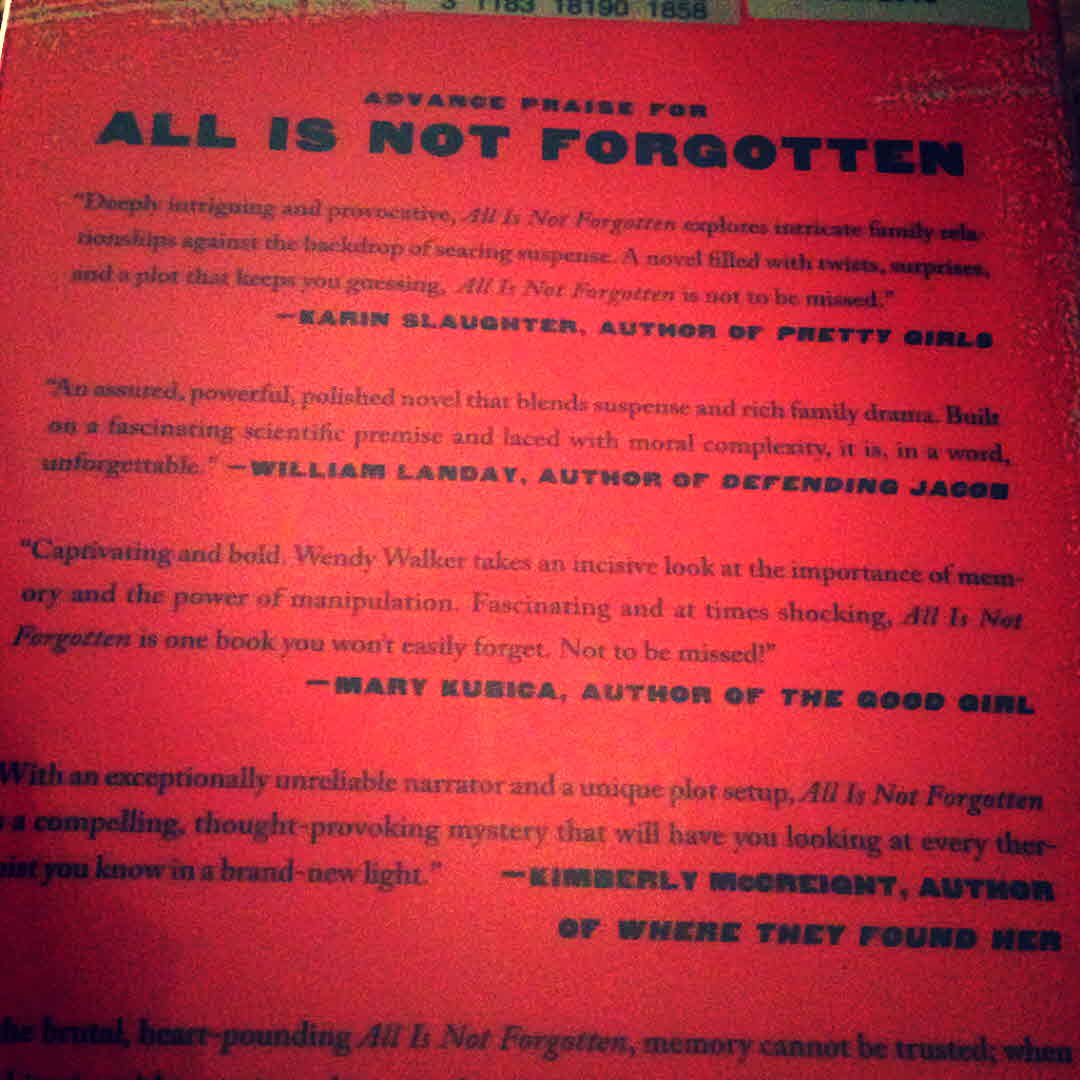 3 1183 18190 1858
ADVANCE PRAISE FOR
ALL IS NOT FORGOTTEN
“Deeply intriguing and provocative, All Is Not Forgotten explores intricate family rela-
tionships against the backdrop of searing suspense. A novel filled with twists, surprises,
and a plot that keeps you guessing, All Is Not Forgotten is not to be missed.”
—KARIN SLAUGHTER, AUTHOR OF PRETTY GIRLS
“An assured, powerful, polished novel that blends suspense and rich family drama. Built
on a fascinating scientific premise and laced with moral complexity, it is, in a word,
unforgettable.” —WILLIAM LANDAY, AUTHOR OF DEFENDING JACOB
“Captivating and bold. Wendy Walker takes an incisive look at the importance of mem-
ory and the power of manipulation. Fascinating and at times shocking, All Is Not
Forgotten is one book you won’t easily forget. Not to be missed!”
—MARY KUBICA, AUTHOR OF THE GOOD GIRL
With an exceptionally unreliable narrator and a unique plot setup, All Is Not Forgotten
s a compelling, thought-provoking mystery that will have you looking at every ther-
pist you know in a brand-new light.” —KIMBERLY McCREIGHT, AUTHOR
OF WHERE THEY FOUND HER
he brutal, heart-pounding All Is Not Forgotten, memory cannot be trusted; when